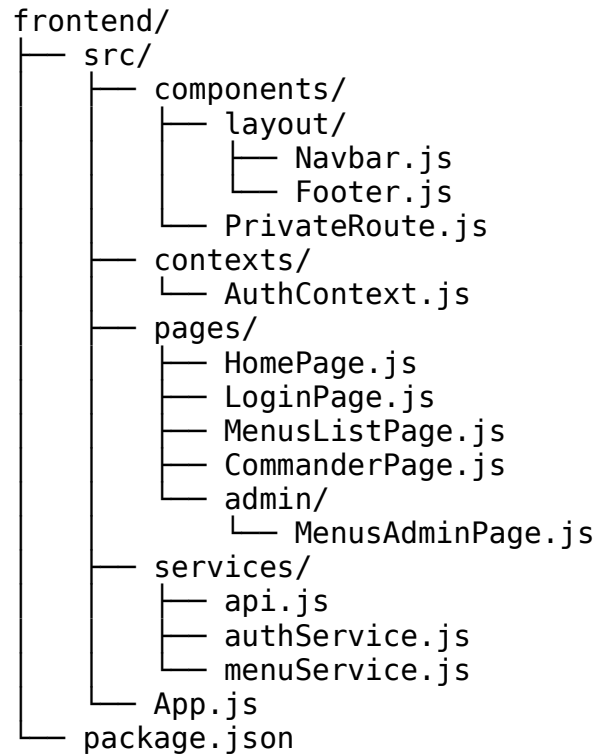 frontend/
├── src/
│   ├── components/
│   │   ├── layout/
│   │   │   ├── Navbar.js
│   │   │   └── Footer.js
│   │   └── PrivateRoute.js
│   ├── contexts/
│   │   └── AuthContext.js
│   ├── pages/
│   │   ├── HomePage.js
│   │   ├── LoginPage.js
│   │   ├── MenusListPage.js
│   │   ├── CommanderPage.js
│   │   └── admin/
│   │       └── MenusAdminPage.js
│   ├── services/
│   │   ├── api.js
│   │   ├── authService.js
│   │   └── menuService.js
│   └── App.js
└── package.json